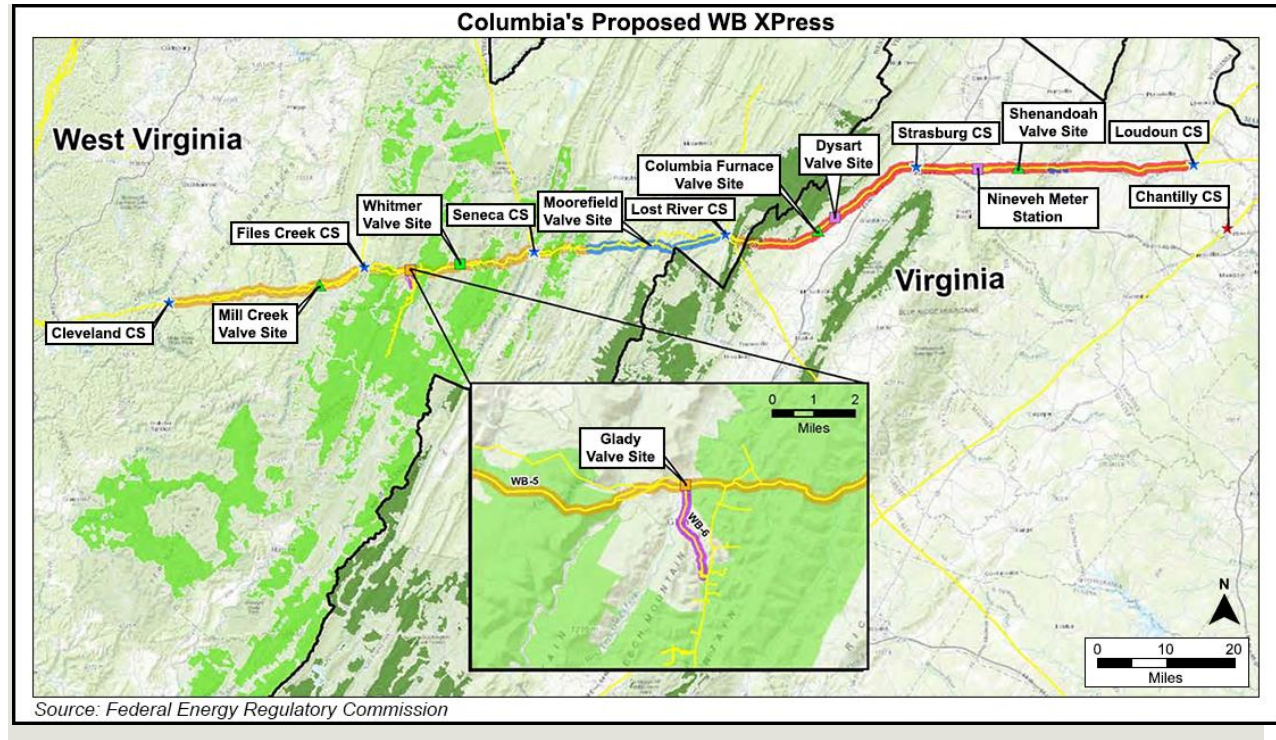 Columbia's Proposed WB XPress
West Virginia
Virginia
Cleveland CS
Mill Creek
Valve Site
Files Creek CS
Whitmer
Valve Site
Seneca CS
Moorefield
Valve Site
Lost River CS
Columbia Furnace
Valve Site
Dysart
Valve Site
Strasburg CS
Nineveh Meter
Station
Shenandoah
Valve Site
Loudoun CS
Chantilly CS
Glady
Valve Site
WB-5
WB-6
0 1 2
Miles
N
0 10 20
Miles
Source: Federal Energy Regulatory Commission